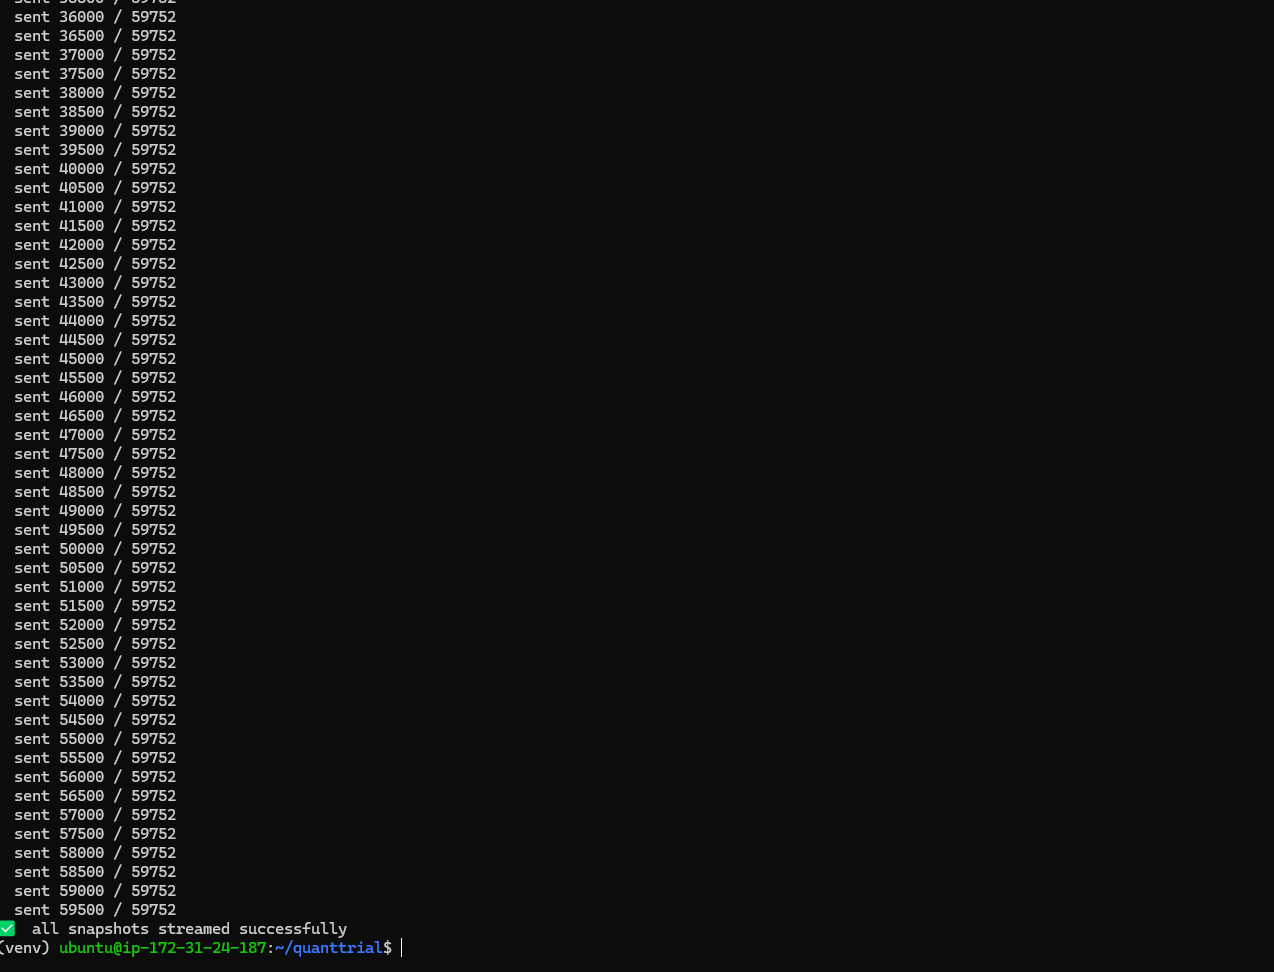 sent 36000 / 59752
sent 36500 / 59752
sent 37000 / 59752
sent 37500 / 59752
sent 38000 / 59752
sent 38500 / 59752
sent 39000 / 59752
sent 39500 / 59752
sent 40000 / 59752
sent 40500 / 59752
sent 41000 / 59752
sent 41500 / 59752
sent 42000 / 59752
sent 42500 / 59752
sent 43000 / 59752
sent 43500 / 59752
sent 44000 / 59752
sent 44500 / 59752
sent 45000 / 59752
sent 45500 / 59752
sent 46000 / 59752
sent 46500 / 59752
sent 47000 / 59752
sent 47500 / 59752
sent 48000 / 59752
sent 48500 / 59752
sent 49000 / 59752
sent 49500 / 59752
sent 50000 / 59752
sent 50500 / 59752
sent 51000 / 59752
sent 51500 / 59752
sent 52000 / 59752
sent 52500 / 59752
sent 53000 / 59752
sent 53500 / 59752
sent 54000 / 59752
sent 54500 / 59752
sent 55000 / 59752
sent 55500 / 59752
sent 56000 / 59752
sent 56500 / 59752
sent 57000 / 59752
sent 57500 / 59752
sent 58000 / 59752
sent 58500 / 59752
sent 59000 / 59752
sent 59500 / 59752
✅ all snapshots streamed successfully
(venv) ubuntu@ip-172-31-24-187:~/quanttrial$